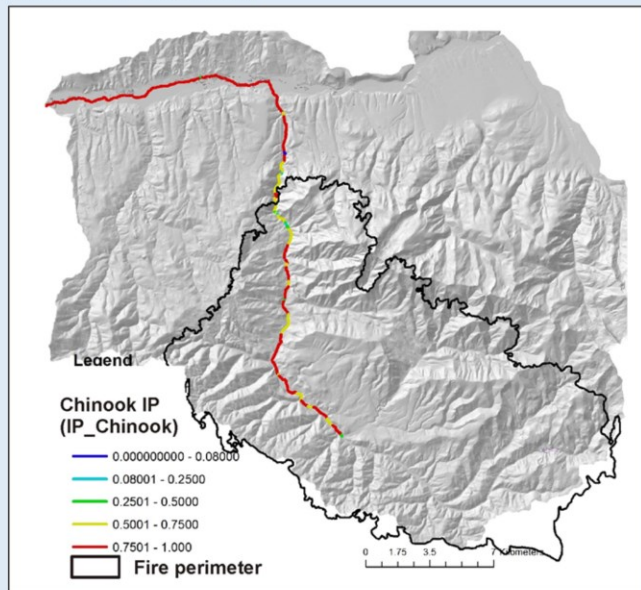 Legend
Chinook IP
(IP_Chinook)
0.000000000 - 0.08000
0.08001 - 0.2500
0.2501 - 0.5000
0.5001 - 0.7500
0.7501 - 1.000
Fire perimeter
0 1.75 3.5 7 Kilometers